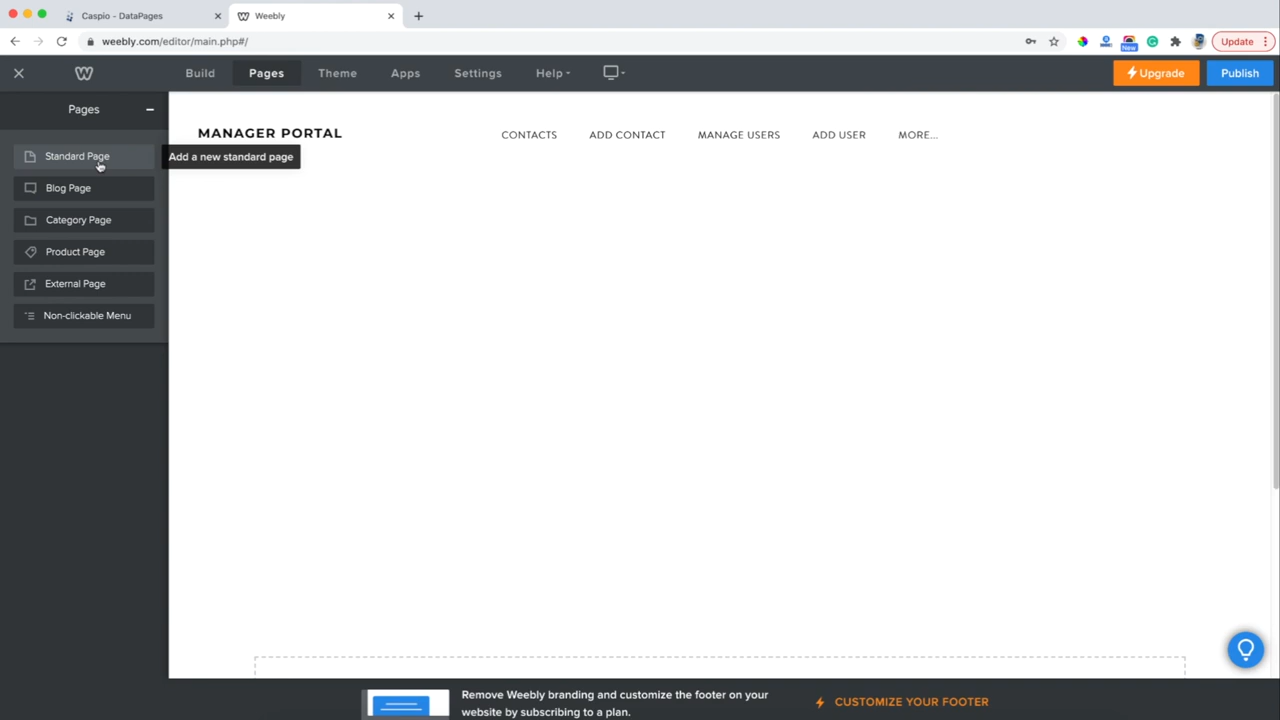 Caspio - DataPages
Weebly
weebly.com/editor/main.php#/
New
Update
Build
Pages
Theme
Apps
Settings
Help
Upgrade
Publish
Pages
MANAGER PORTAL
CONTACTS
ADD CONTACT
MANAGE USERS
ADD USER
MORE...
Standard Page
Add a new standard page
Blog Page
Category Page
Product Page
External Page
Non-clickable Menu
Remove Weebly branding and customize the footer on your
website by subscribing to a plan.
CUSTOMIZE YOUR FOOTER